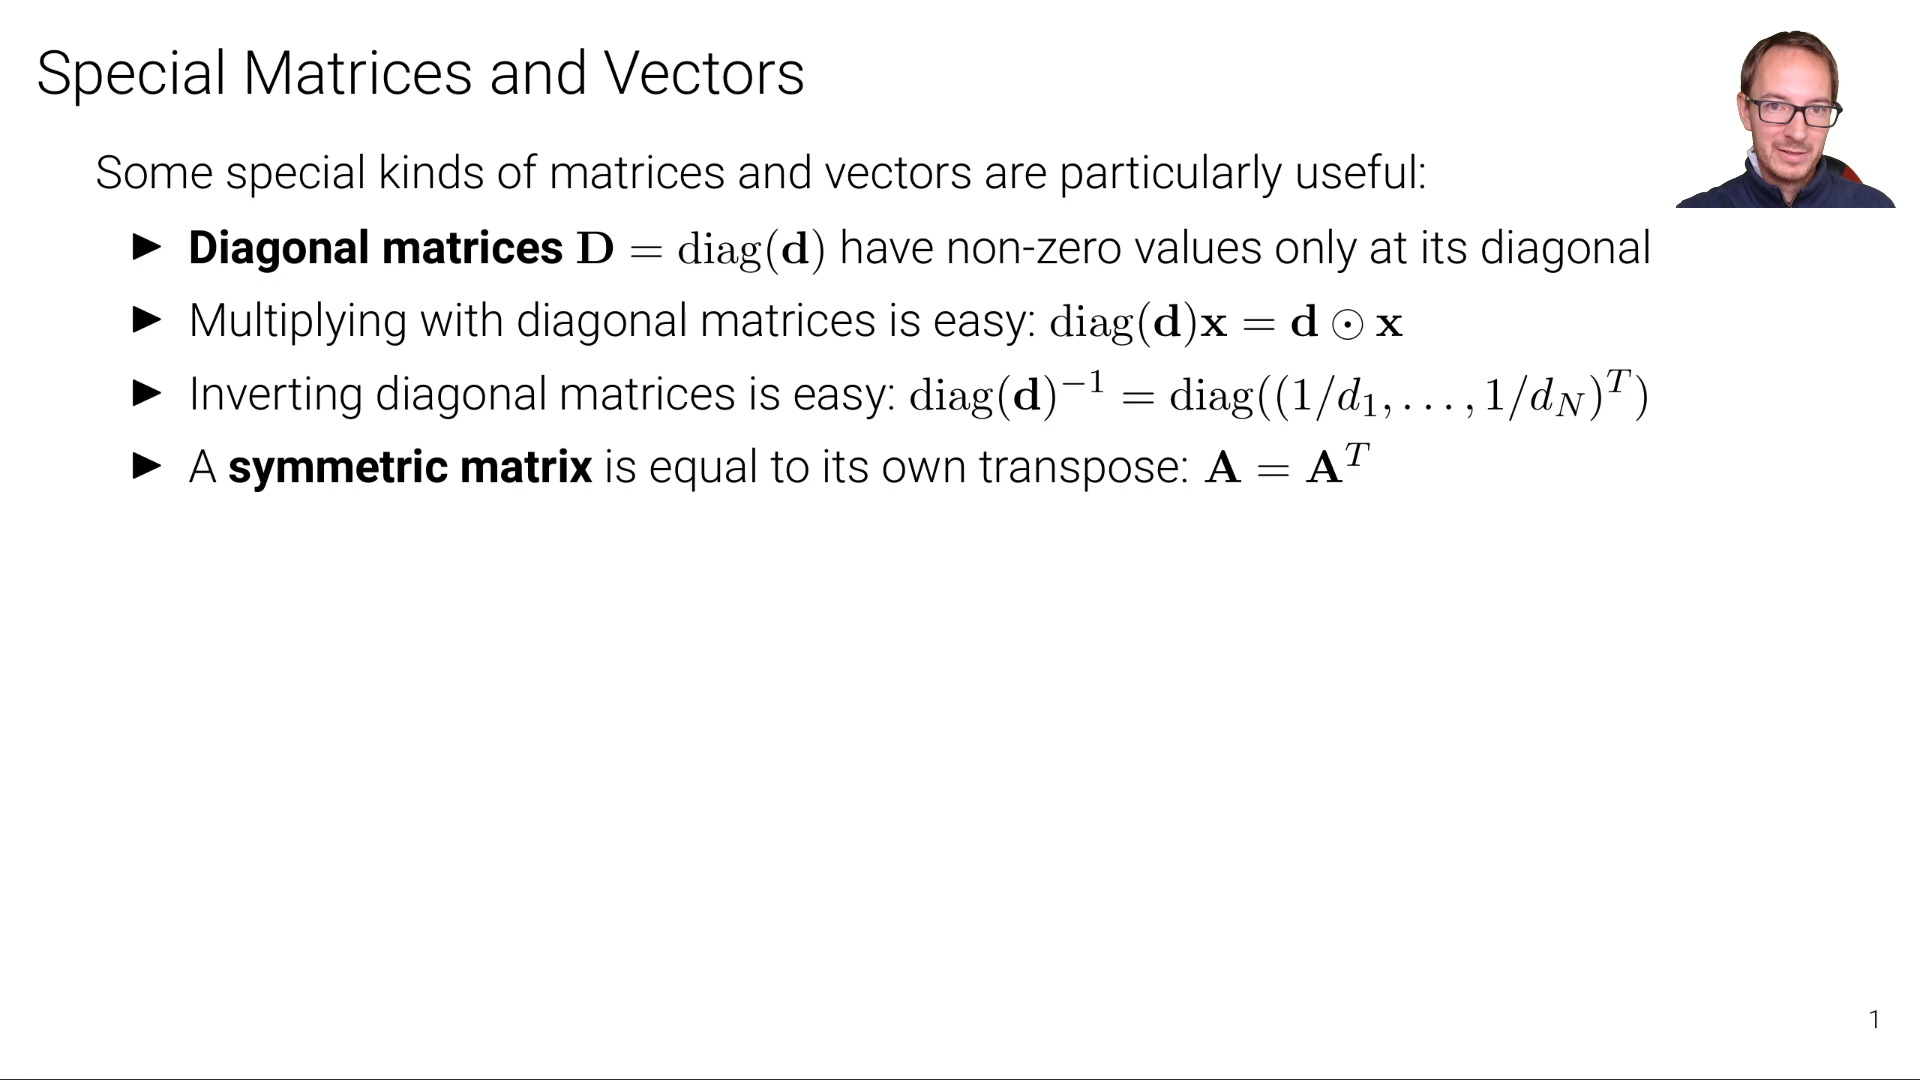 Special Matrices and Vectors
Some special kinds of matrices and vectors are particularly useful:
▶ Diagonal matrices D = diag(d) have non-zero values only at its diagonal
▶ Multiplying with diagonal matrices is easy: diag(d)x = d ⊙ x
▶ Inverting diagonal matrices is easy: diag(d)⁻¹ = diag((1/d₁, . . . , 1/d_N)^T)
▶ A symmetric matrix is equal to its own transpose: A = A^T
1